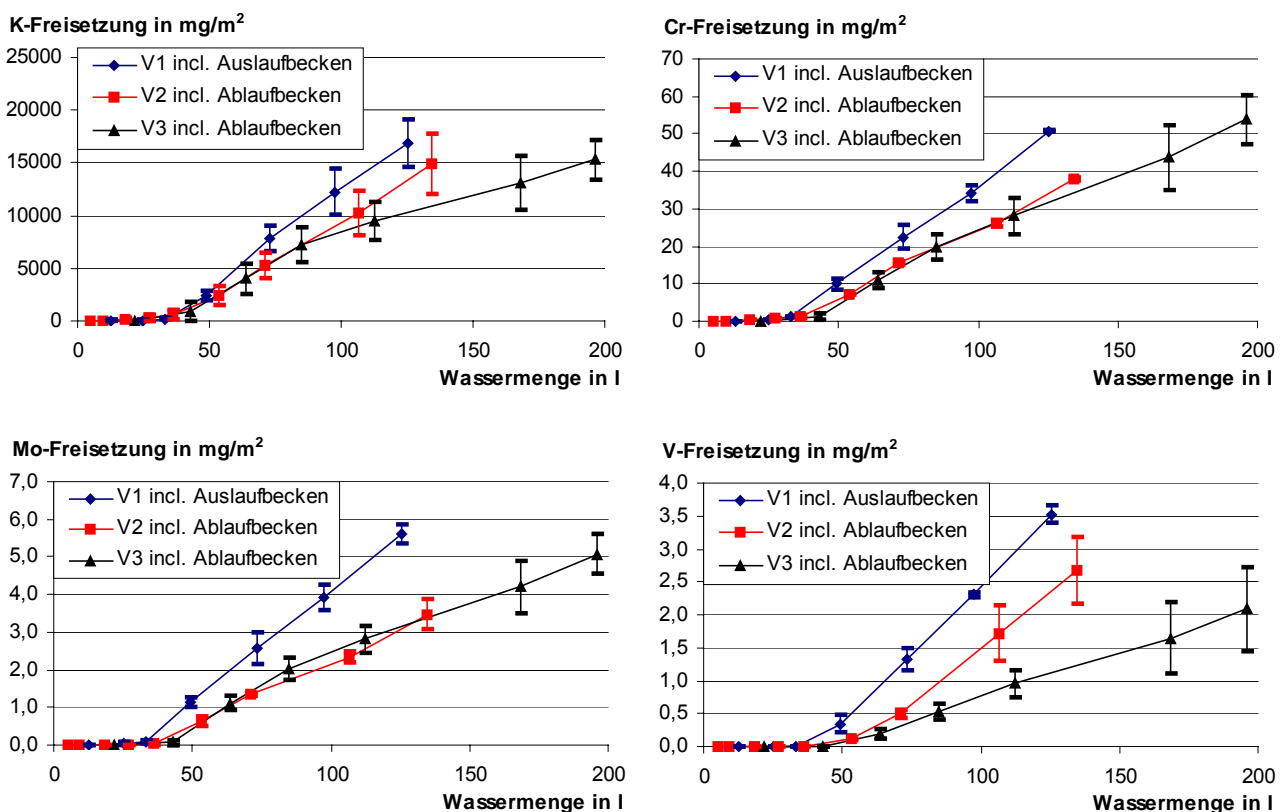 K-Freisetzung in mg/m²
25000
20000
15000
10000
5000
0
V1 incl. Auslaufbecken
V2 incl. Ablaufbecken
V3 incl. Ablaufbecken
0 50 100 150 200
Wassermenge in l
Cr-Freisetzung in mg/m²
70
60
50
40
30
20
10
0
V1 incl. Auslaufbecken
V2 incl. Ablaufbecken
V3 incl. Ablaufbecken
0 50 100 150 200
Wassermenge in l
Mo-Freisetzung in mg/m²
7,0
6,0
5,0
4,0
3,0
2,0
1,0
0,0
V1 incl. Auslaufbecken
V2 incl. Ablaufbecken
V3 incl. Ablaufbecken
0 50 100 150 200
Wassermenge in l
V-Freisetzung in mg/m²
4,0
3,5
3,0
2,5
2,0
1,5
1,0
0,5
0,0
V1 incl. Auslaufbecken
V2 incl. Ablaufbecken
V3 incl. Ablaufbecken
0 50 100 150 200
Wassermenge in l